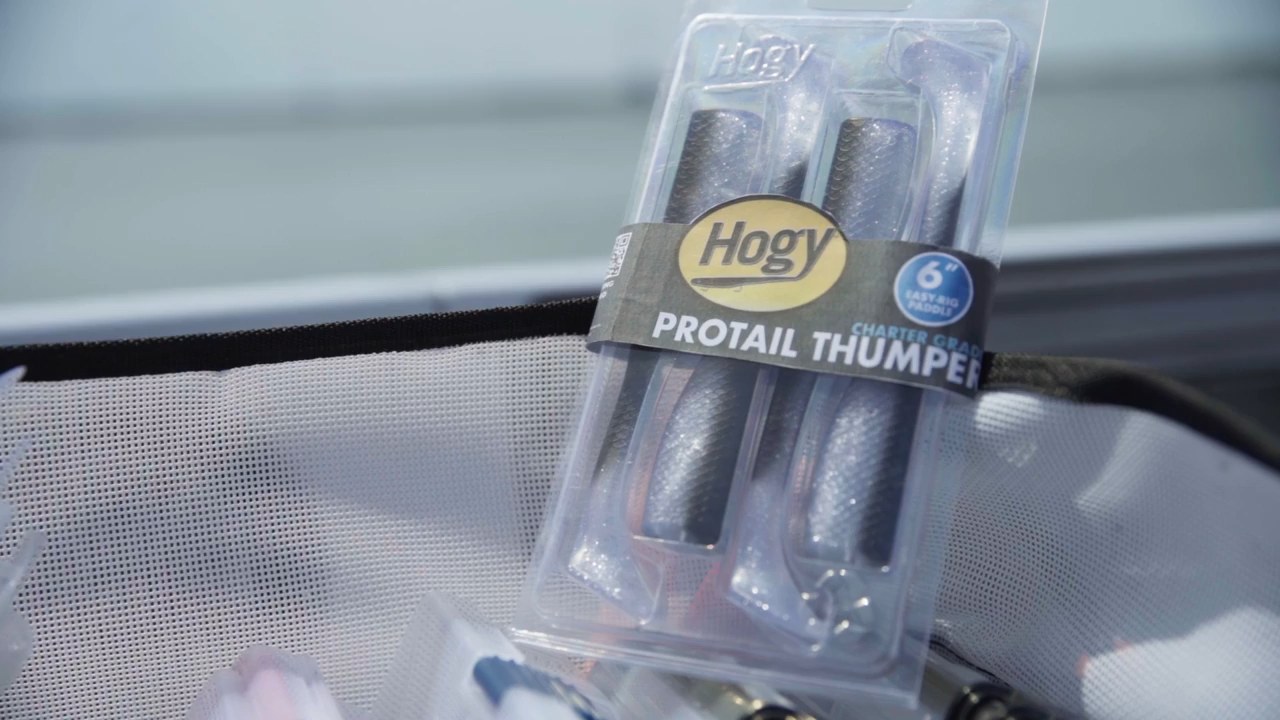 Hogy
Hogy
6"
EASY-RIG
PADDLE
CHARTER GRADE
PROTAIL THUMPER